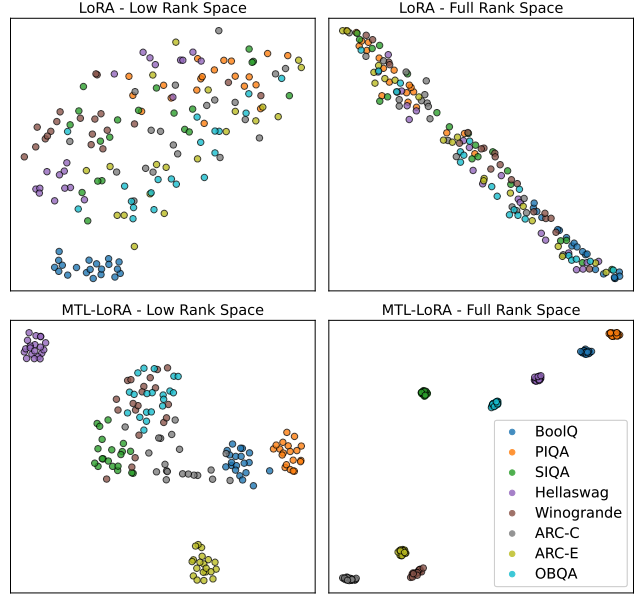 LoRA - Low Rank Space
LoRA - Full Rank Space
MTL-LoRA - Low Rank Space
MTL-LoRA - Full Rank Space
BoolQ
PIQA
SIQA
Hellaswag
Winogrande
ARC-C
ARC-E
OBQA